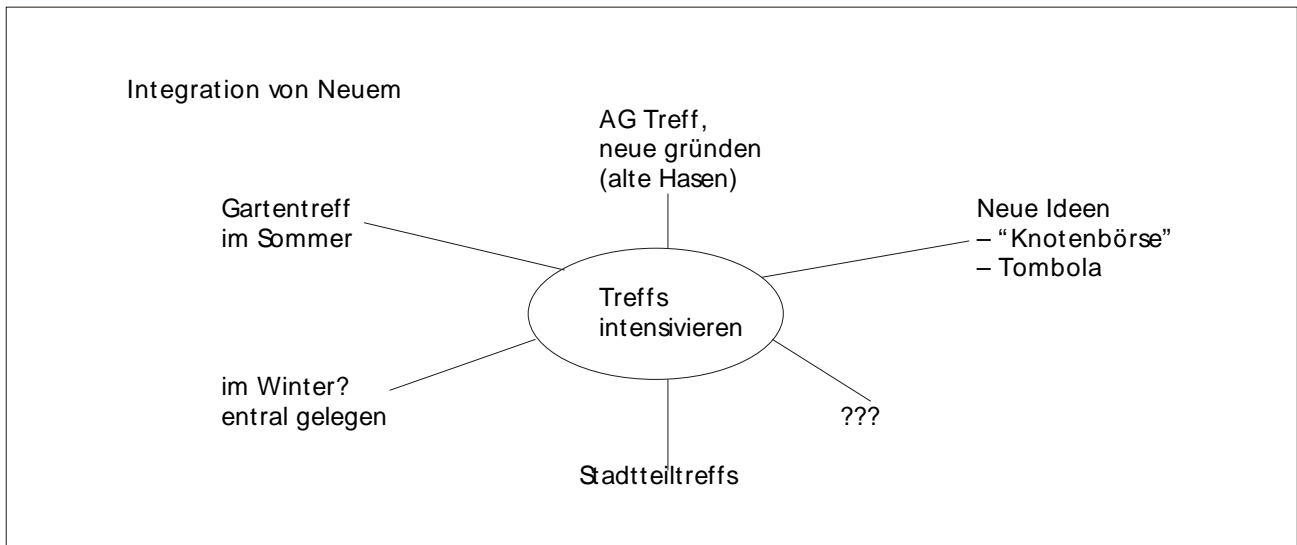 Integration von Neuem
AG Treff,
neue gründen
(alte Hasen)
Gartentreff
im Sommer
Neue Ideen
– “Knotenbörse”
– Tombola
Treffs
intensivieren
im Winter?
entral gelegen
???
Stadtteiltreffs